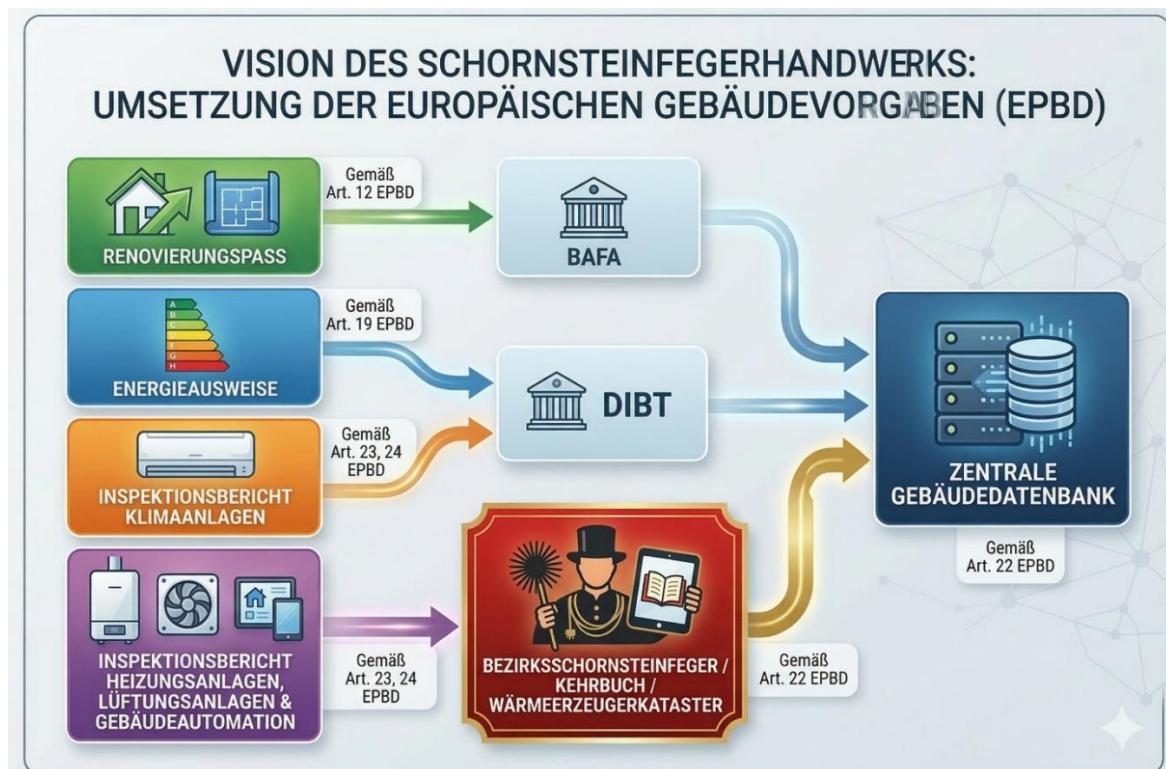 VISION DES SCHORNSTEINFEGERHANDWERKS:
UMSETZUNG DER EUROPÄISCHEN GEBÄUDEVORGABEN (EPBD)
RENOVIERUNGSPASS
Gemäß
Art. 12 EPBD
BAFA
A
B
C
D
E
F
G
H
ENERGIEAUSWEISE
Gemäß
Art. 19 EPBD
DIBT
INSPEKTIONSBERICHT
KLIMAANLAGEN
Gemäß
Art. 23, 24
EPBD
INSPEKTIONSBERICHT
HEIZUNGSANLAGEN,
LÜFTUNGSANLAGEN &
GEBÄUDEAUTOMATION
Gemäß
Art. 23, 24
EPBD
BEZIRKSSCHORNSTEINFEGER /
KEHRBUCH /
WÄRMEERZEUGERKATASTER
Gemäß
Art. 22 EPBD
ZENTRALE
GEBÄUDEDATENBANK
Gemäß
Art. 22 EPBD